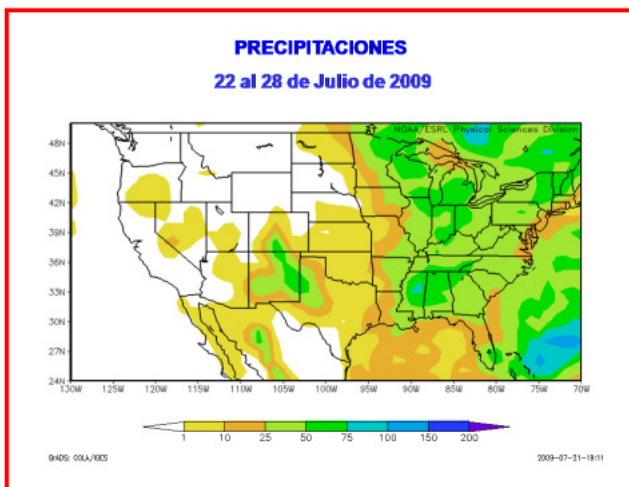 PRECIPITACIONES
22 al 28 de Julio de 2009
NOAA/ESRL Physical Sciences Division
48N
45N
42N
39N
36N
33N
30N
27N
24N
130W 125W 120W 115W 110W 105W 100W 95W 90W 85W 80W 75W 70W
1 10 25 50 75 100 150 200
GrADS: COLA/IGES 2009-07-21-19:11